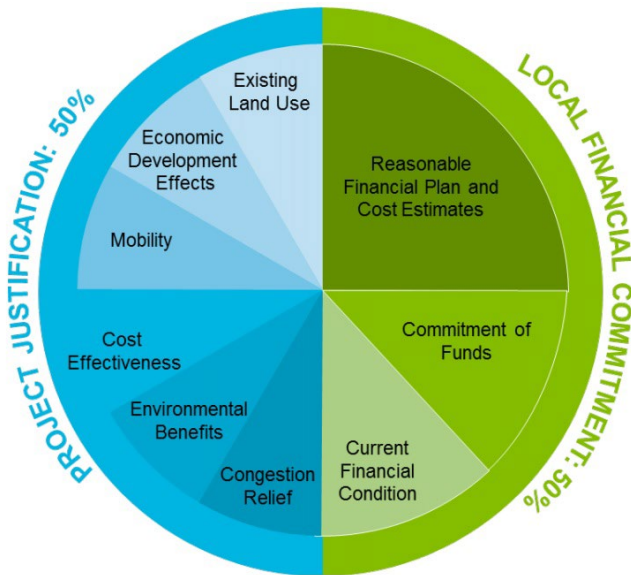 PROJECT JUSTIFICATION: 50%
LOCAL FINANCIAL COMMITMENT: 50%
Existing
Land Use
Economic
Development
Effects
Mobility
Cost
Effectiveness
Environmental
Benefits
Congestion
Relief
Reasonable
Financial Plan and
Cost Estimates
Commitment of
Funds
Current
Financial
Condition